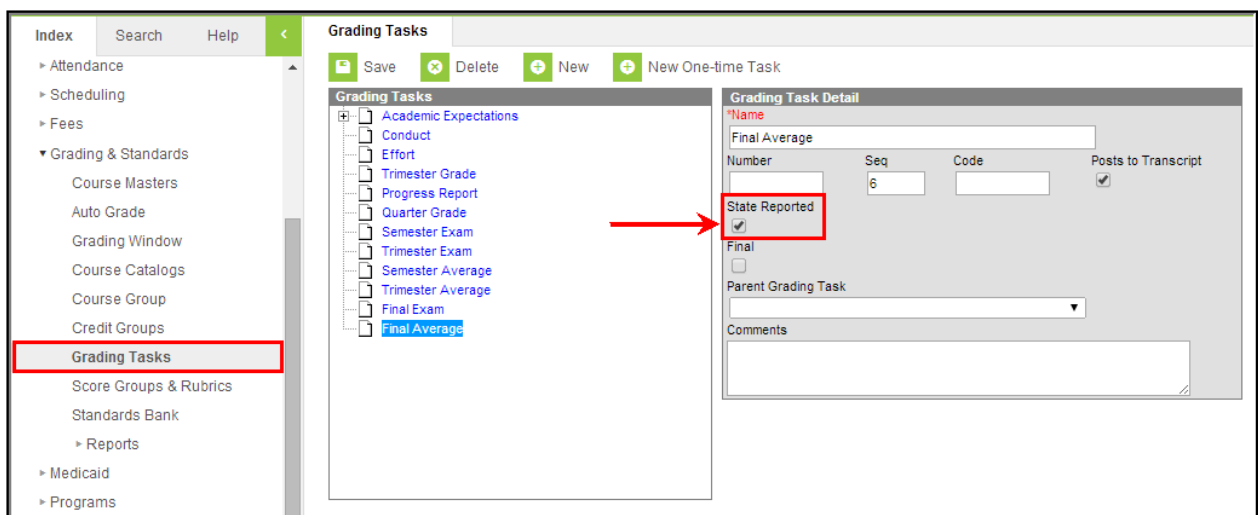 Index Search Help <
Attendance
Scheduling
Fees
Grading & Standards
Course Masters
Auto Grade
Grading Window
Course Catalogs
Course Group
Credit Groups
Grading Tasks
Score Groups & Rubrics
Standards Bank
Reports
Medicaid
Programs
Grading Tasks
Save Delete New New One-time Task
Grading Tasks
Academic Expectations
Conduct
Effort
Trimester Grade
Progress Report
Quarter Grade
Semester Exam
Trimester Exam
Semester Average
Trimester Average
Final Exam
Final Average
Grading Task Detail
*Name
Final Average
Number Seq Code Posts to Transcript
6
State Reported
Final
Parent Grading Task
Comments